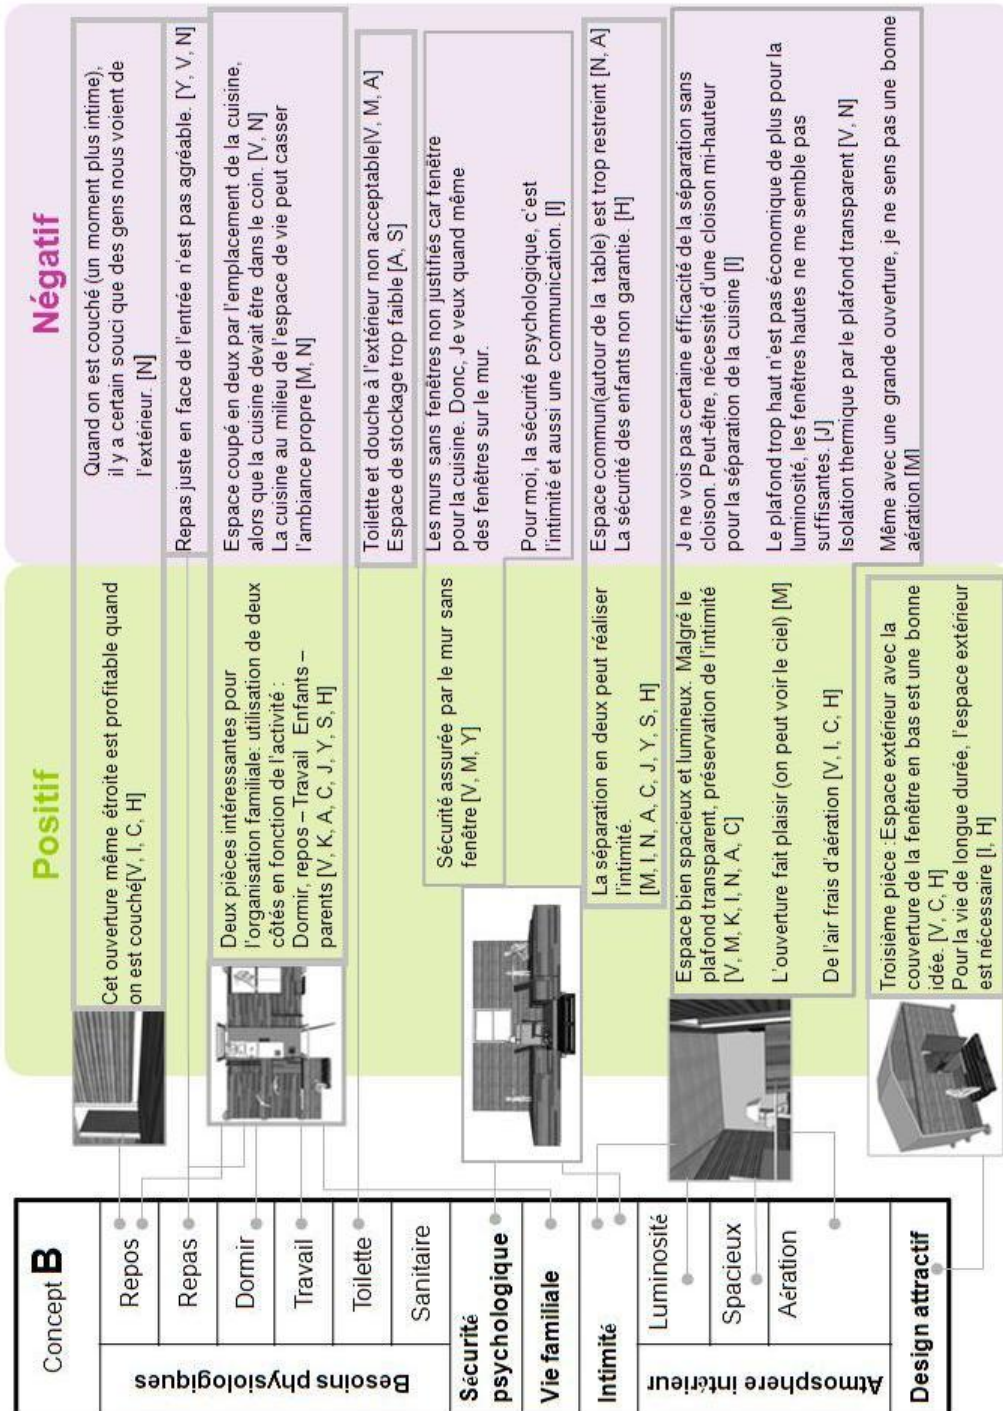 Concept B
Besoins physiologiques
Repos
Repas
Dormir
Travail
Toilette
Sanitaire
Sécurité
psychologique
Vie familiale
Intimité
Atmosphere intérieur
Luminosité
Spacieux
Aération
Design attractif
Positif
Cet ouverture même étroite est profitable quand
on est couché[V, I, C, H]
Deux pièces intéressantes pour
l'organisation familiale: utilisation de deux
côtés en fonction de l'activité :
Dormir, repos – Travail Enfants –
parents [V, K, A, C, J, Y, S, H]
Sécurité assurée par le mur sans
fenêtre [V, M, Y]
La séparation en deux peut réaliser
l'intimité.
[M, I, N, A, C, J, Y, S, H]
Espace bien spacieux et lumineux. Malgré le
plafond transparent, préservation de l'intimité
[V, M, K, I, N, A, C]
L'ouverture fait plaisir (on peut voir le ciel) [M]
De l'air frais d'aération [V, I, C, H]
Troisième pièce :Espace extérieur avec la
couverture de la fenêtre en bas est une bonne
idée. [V, C, H]
Pour la vie de longue durée, l'espace extérieur
est nécessaire [I, H]
Négatif
Quand on est couché (un moment plus intime),
il y a certain souci que des gens nous voient de
l'extérieur. [N]
Repas juste en face de l'entrée n'est pas agréable. [Y, V, N]
Espace coupé en deux par l'emplacement de la cuisine,
alors que la cuisine devait être dans le coin. [V, N]
La cuisine au milieu de l'espace de vie peut casser
l'ambiance propre [M, N]
Toilette et douche à l'extérieur non acceptable[V, M, A]
Espace de stockage trop faible [A, S]
Les murs sans fenêtres non justifiés car fenêtre
pour la cuisine. Donc, Je veux quand même
des fenêtres sur le mur.
Pour moi, la sécurité psychologique, c'est
l'intimité et aussi une communication. [I]
Espace commun(autour de la table) est trop restreint [N, A]
La sécurité des enfants non garantie. [H]
Je ne vois pas certaine efficacité de la séparation sans
cloison. Peut-être, nécessité d'une cloison mi-hauteur
pour la séparation de la cuisine [I]
Le plafond trop haut n'est pas économique de plus pour la
luminosité, les fenêtres hautes ne me semble pas
suffisantes. [J]
Isolation thermique par le plafond transparent [V, N]
Même avec une grande ouverture, je ne sens pas une bonne
aération [M]